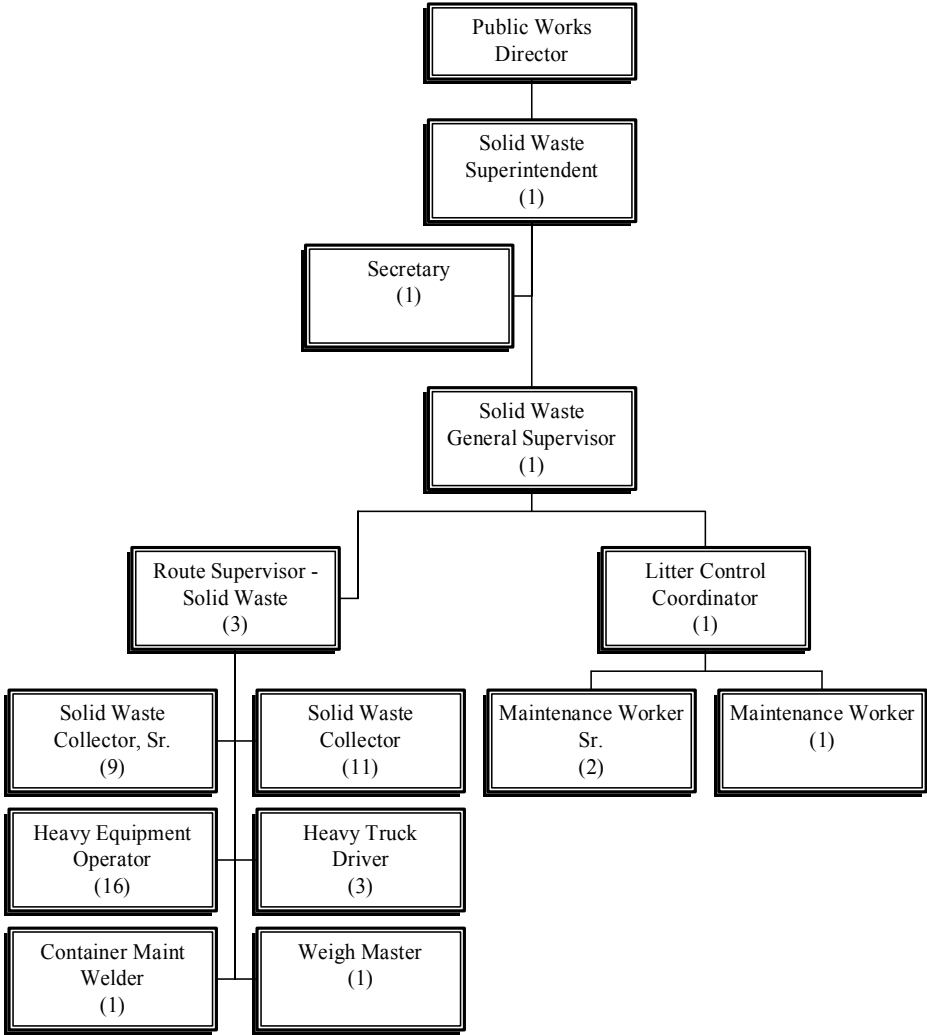 Public Works
Director
Solid Waste
Superintendent
(1)
Secretary
(1)
Solid Waste
General Supervisor
(1)
Route Supervisor -
Solid Waste
(3)
Litter Control
Coordinator
(1)
Solid Waste
Collector, Sr.
(9)
Solid Waste
Collector
(11)
Maintenance Worker
Sr.
(2)
Maintenance Worker
(1)
Heavy Equipment
Operator
(16)
Heavy Truck
Driver
(3)
Container Maint
Welder
(1)
Weigh Master
(1)